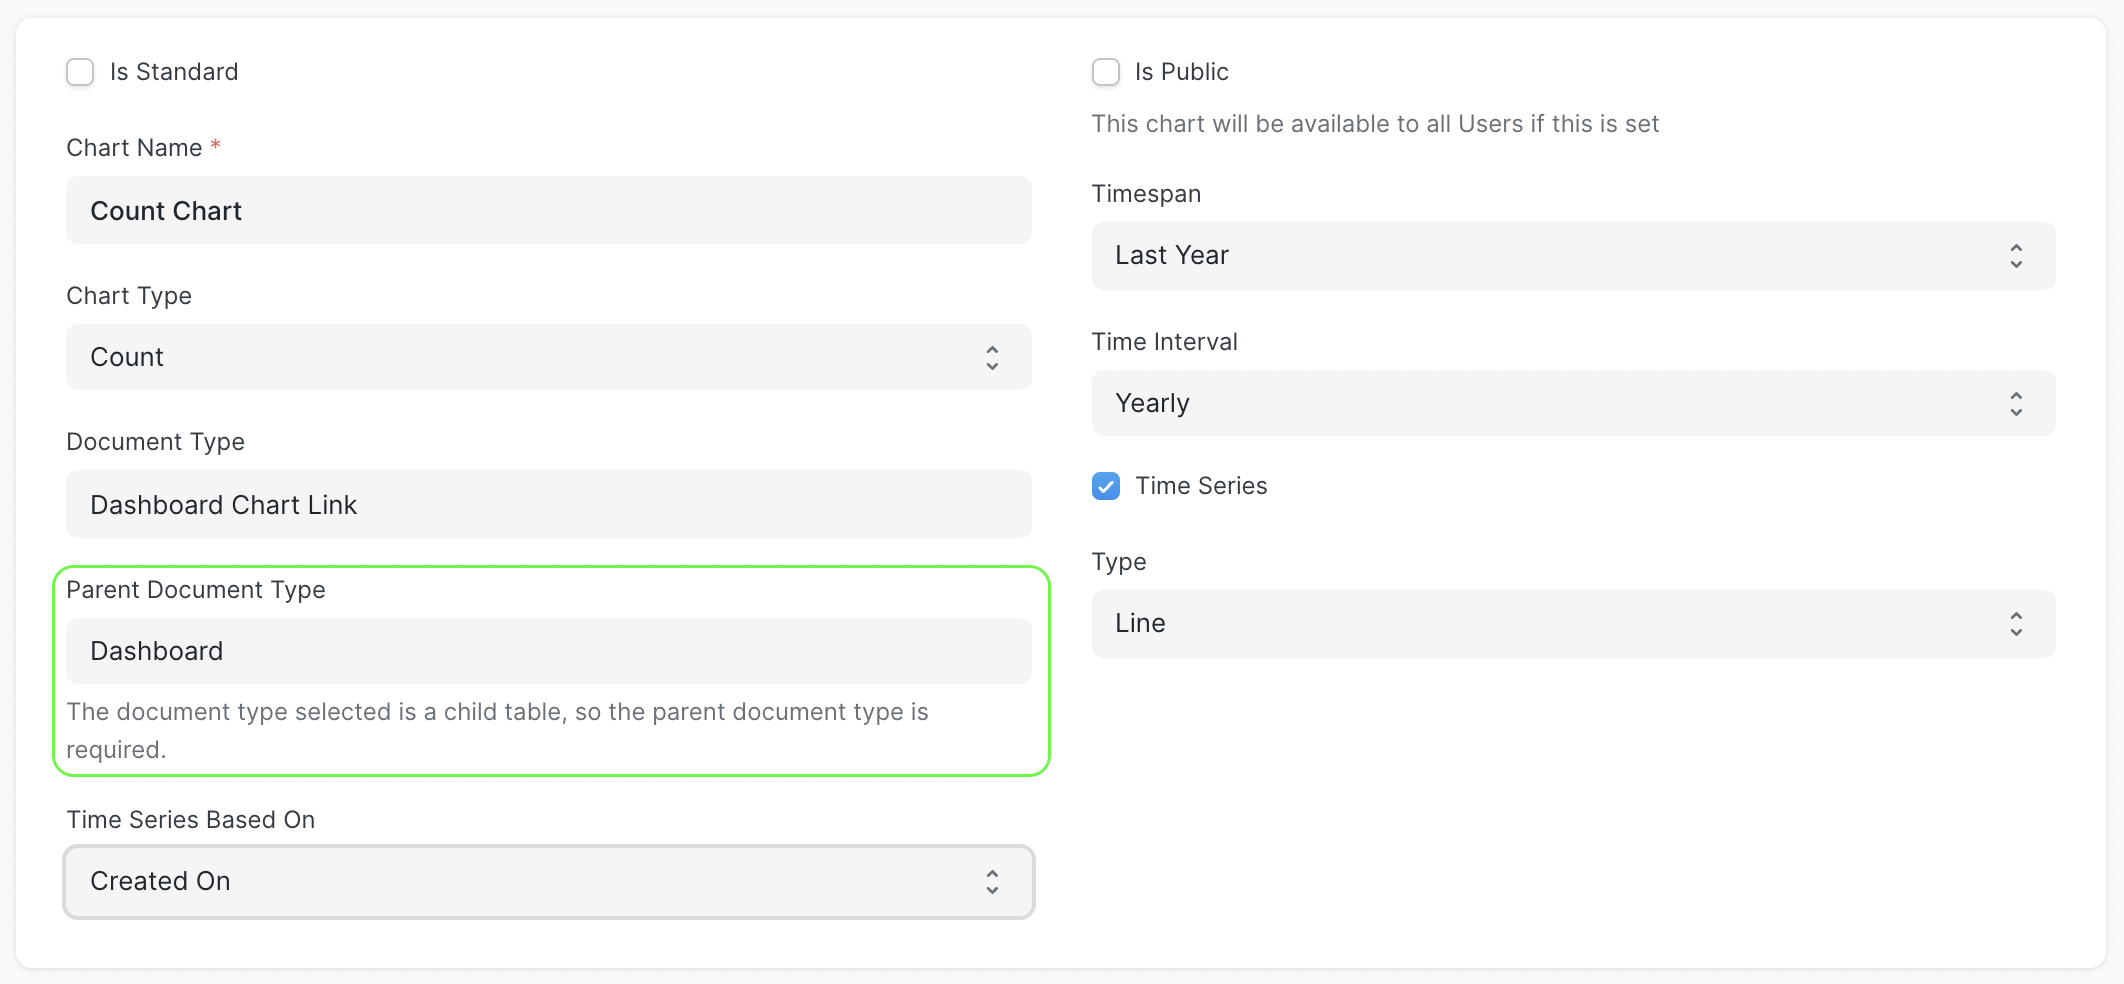 Is Standard
Chart Name *
Count Chart
Chart Type
Count
Document Type
Dashboard Chart Link
Parent Document Type
Dashboard
The document type selected is a child table, so the parent document type is
required.
Time Series Based On
Created On
Is Public
This chart will be available to all Users if this is set
Timespan
Last Year
Time Interval
Yearly
Time Series
Type
Line